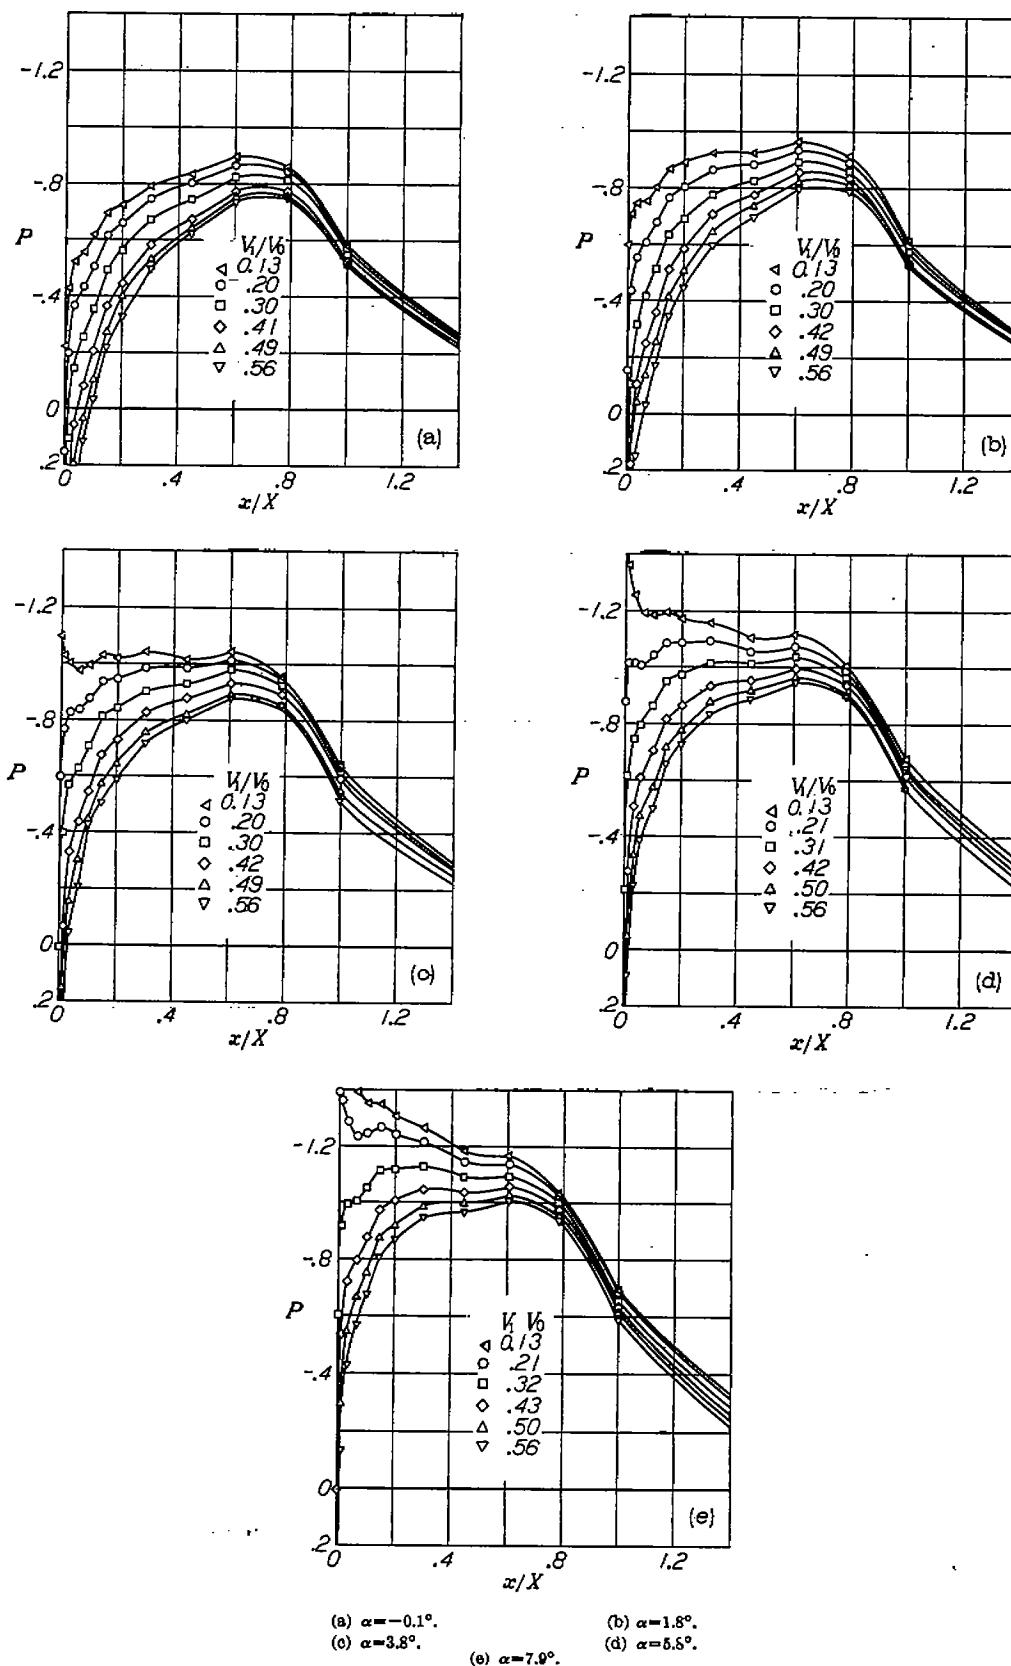 -1.2
-.8
P
-.4
0
.2
V₁/V₀
0.13
.20
.30
.41
.49
.56
(a)
0 .4 .8 1.2
x/X
-1.2
-.8
P
-.4
0
.2
V₁/V₀
0.13
.20
.30
.42
.49
.56
(b)
0 .4 .8 1.2
x/X
-1.2
-.8
P
-.4
0
.2
V₁/V₀
0.13
.20
.30
.42
.49
.56
(c)
0 .4 .8 1.2
x/X
-1.2
-.8
P
-.4
0
.2
V₁/V₀
0.13
.21
.31
.42
.50
.56
(d)
0 .4 .8 1.2
x/X
-1.2
-.8
P
-.4
0
.2
V₁ V₀
0.13
.21
.32
.43
.50
.56
(e)
0 .4 .8 1.2
x/X
(a) α=−0.1°. (b) α=1.8°.
(c) α=3.8°. (d) α=5.8°.
(e) α=7.9°.